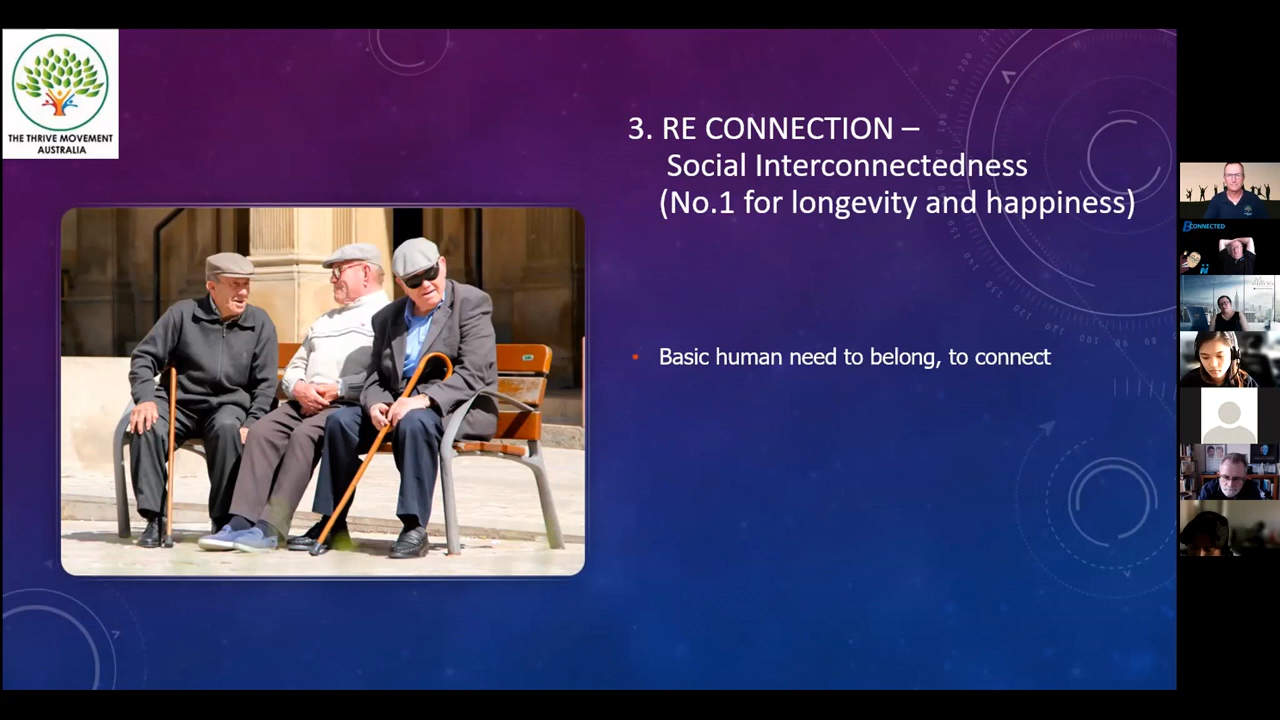 THE THRIVE MOVEMENT
AUSTRALIA
3. RE CONNECTION –
Social Interconnectedness
(No.1 for longevity and happiness)
• Basic human need to belong, to connect
BCONNECTED